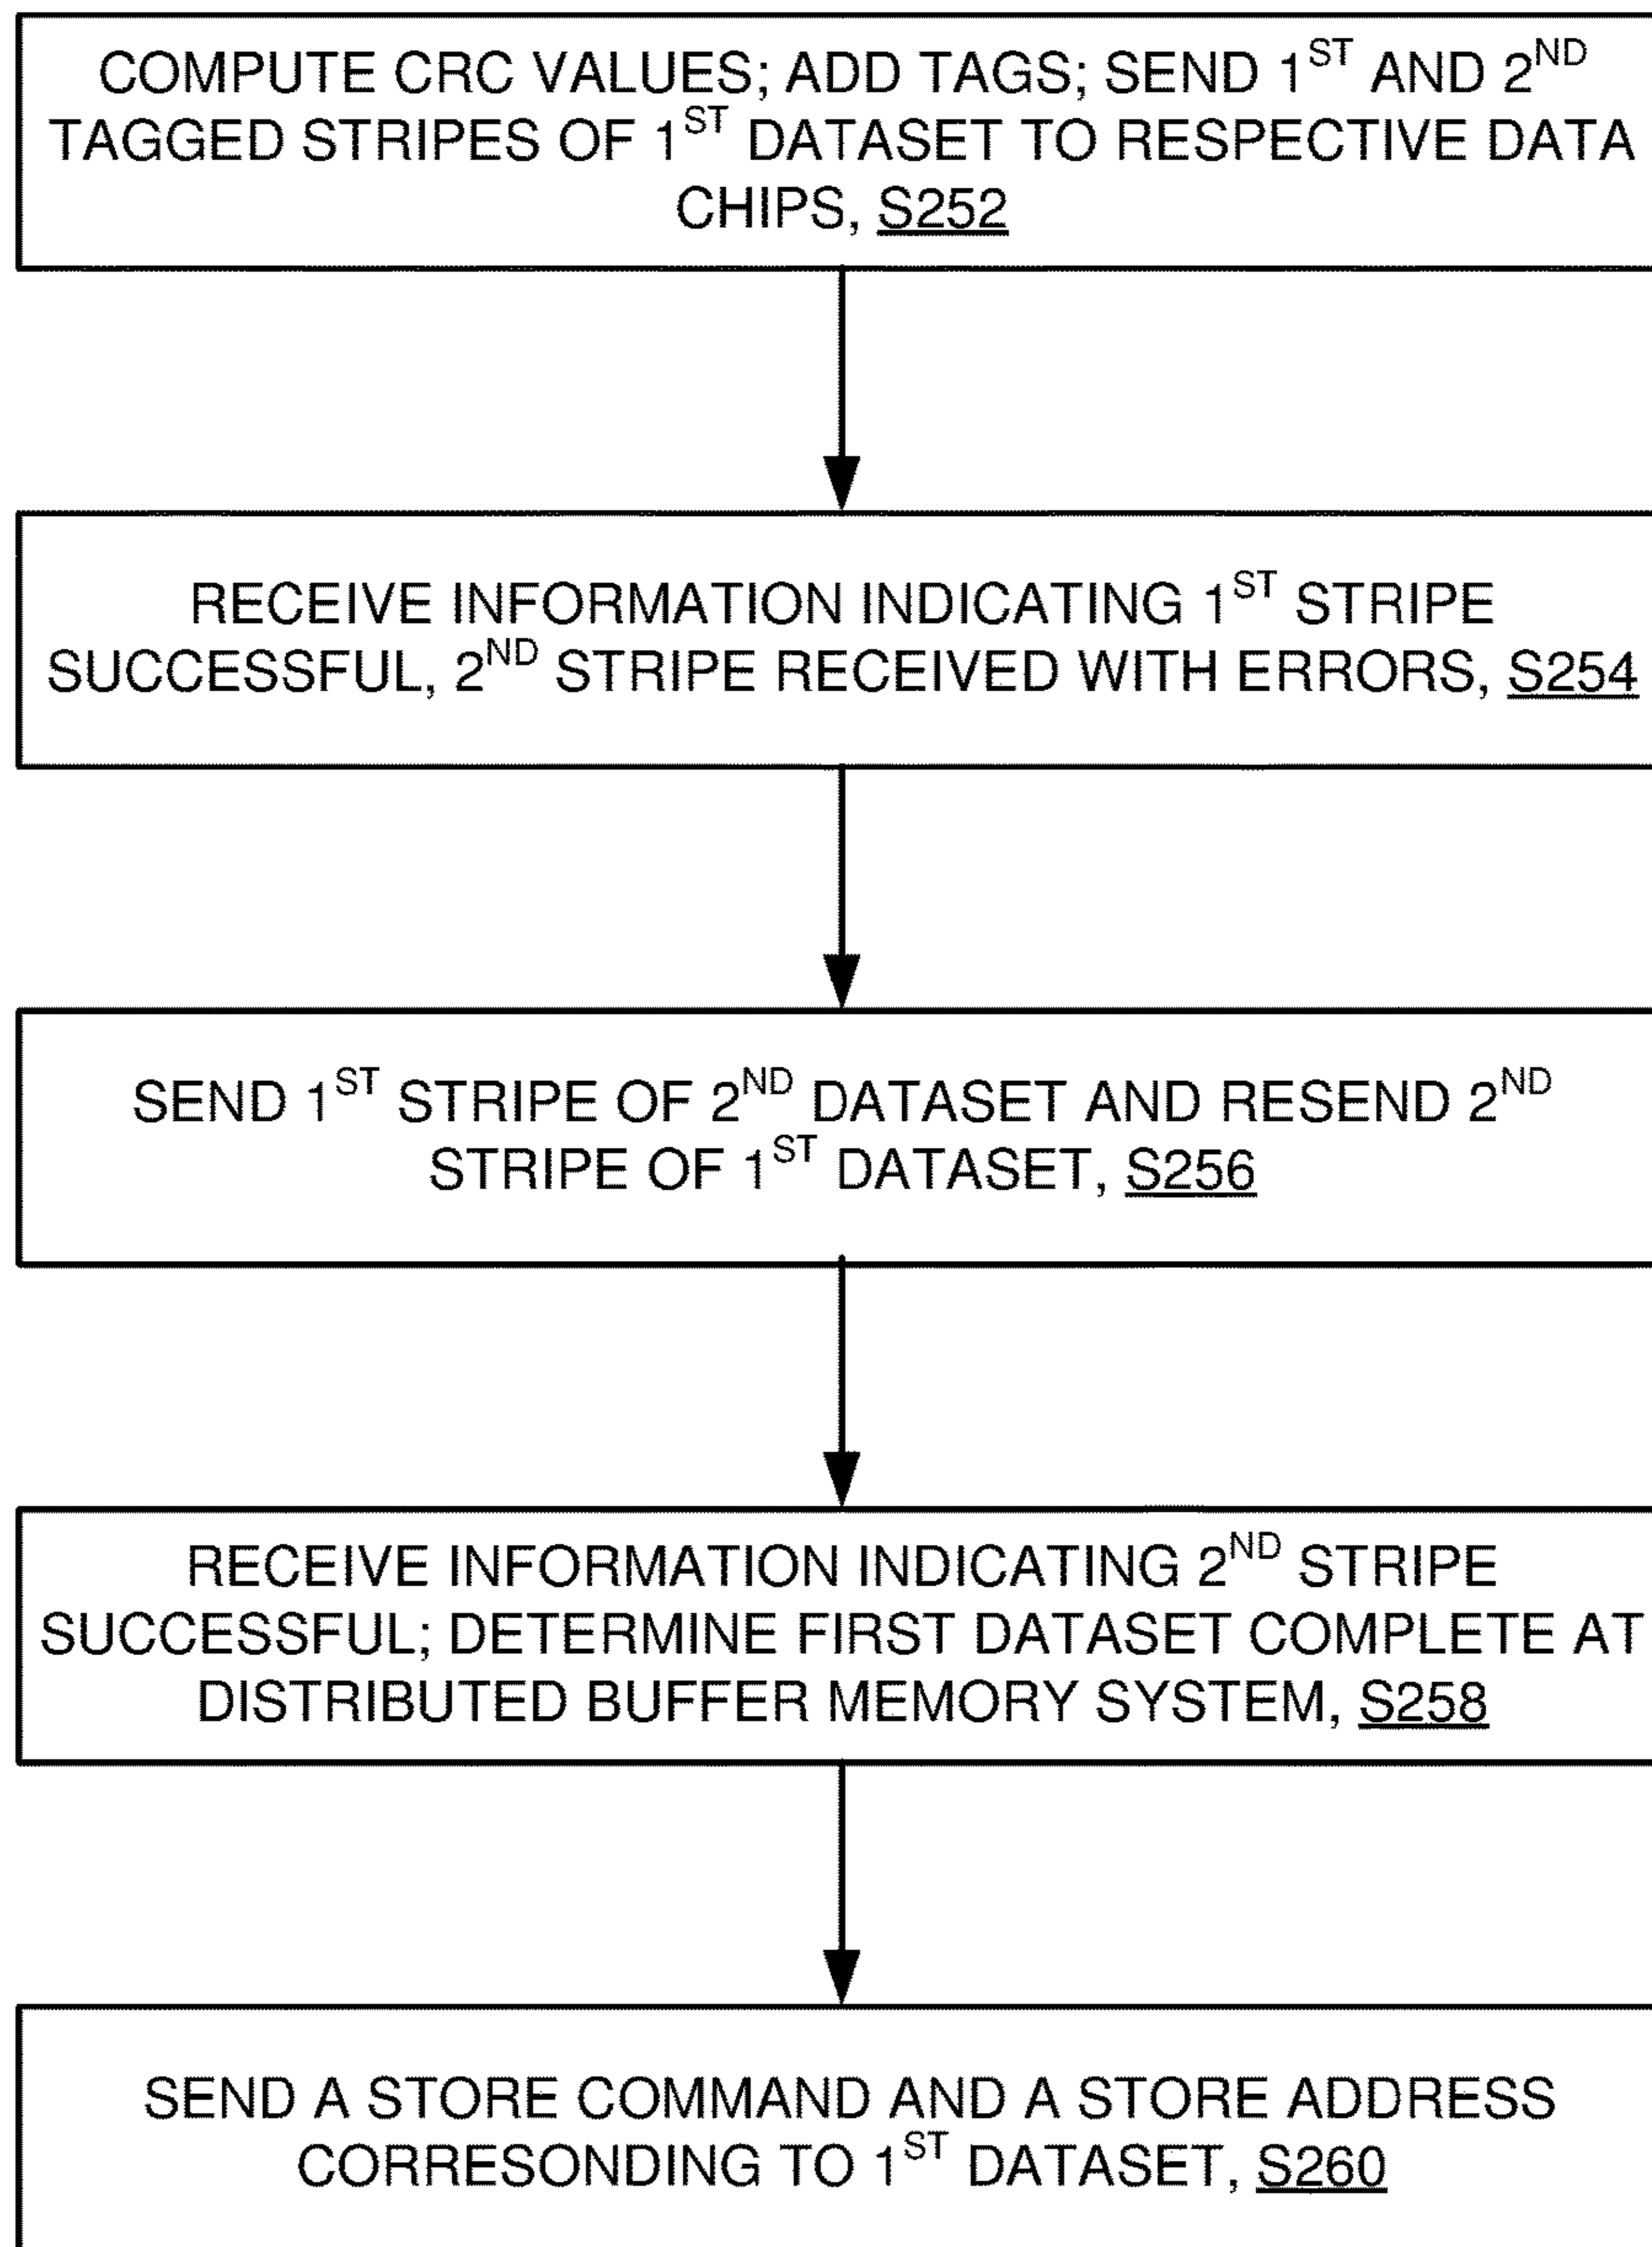 COMPUTE CRC VALUES; ADD TAGS; SEND 1ST AND 2ND
TAGGED STRIPES OF 1ST DATASET TO RESPECTIVE DATA
CHIPS, S252
RECEIVE INFORMATION INDICATING 1ST STRIPE
SUCCESSFUL, 2ND STRIPE RECEIVED WITH ERRORS, S254
SEND 1ST STRIPE OF 2ND DATASET AND RESEND 2ND
STRIPE OF 1ST DATASET, S256
RECEIVE INFORMATION INDICATING 2ND STRIPE
SUCCESSFUL; DETERMINE FIRST DATASET COMPLETE AT
DISTRIBUTED BUFFER MEMORY SYSTEM, S258
SEND A STORE COMMAND AND A STORE ADDRESS
CORRESONDING TO 1ST DATASET, S260